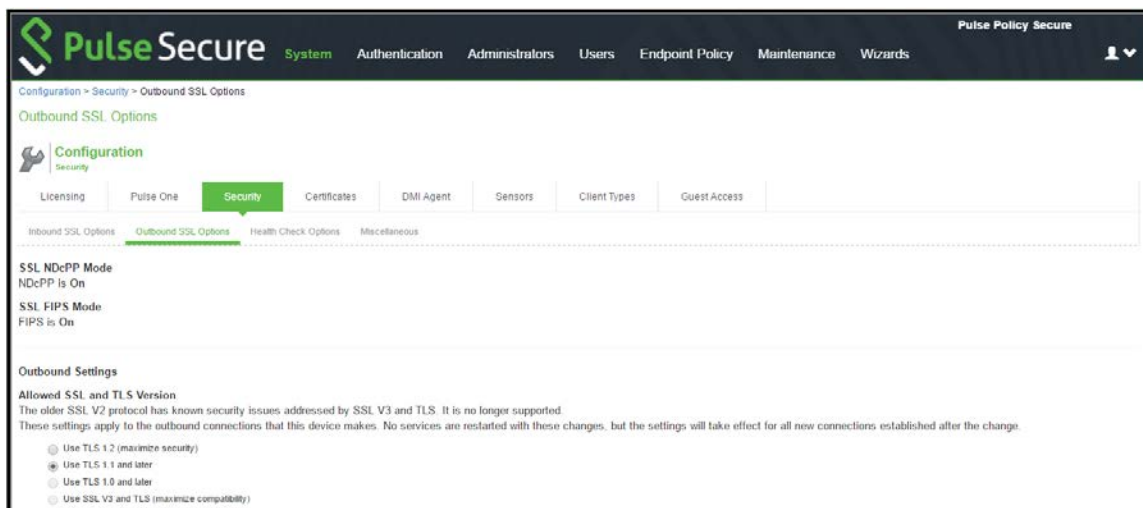 Pulse Policy Secure
Pulse Secure System Authentication Administrators Users Endpoint Policy Maintenance Wizards
Configuration > Security > Outbound SSL Options
Outbound SSL Options
Configuration
Security
Licensing Pulse One Security Certificates DMI Agent Sensors Client Types Guest Access
Inbound SSL Options Outbound SSL Options Health Check Options Miscellaneous
SSL NDcPP Mode
NDcPP is On
SSL FIPS Mode
FIPS is On
Outbound Settings
Allowed SSL and TLS Version
The older SSL V2 protocol has known security issues addressed by SSL V3 and TLS. It is no longer supported.
These settings apply to the outbound connections that this device makes. No services are restarted with these changes, but the settings will take effect for all new connections established after the change.
Use TLS 1.2 (maximize security)
Use TLS 1.1 and later
Use TLS 1.0 and later
Use SSL V3 and TLS (maximize compatibility)